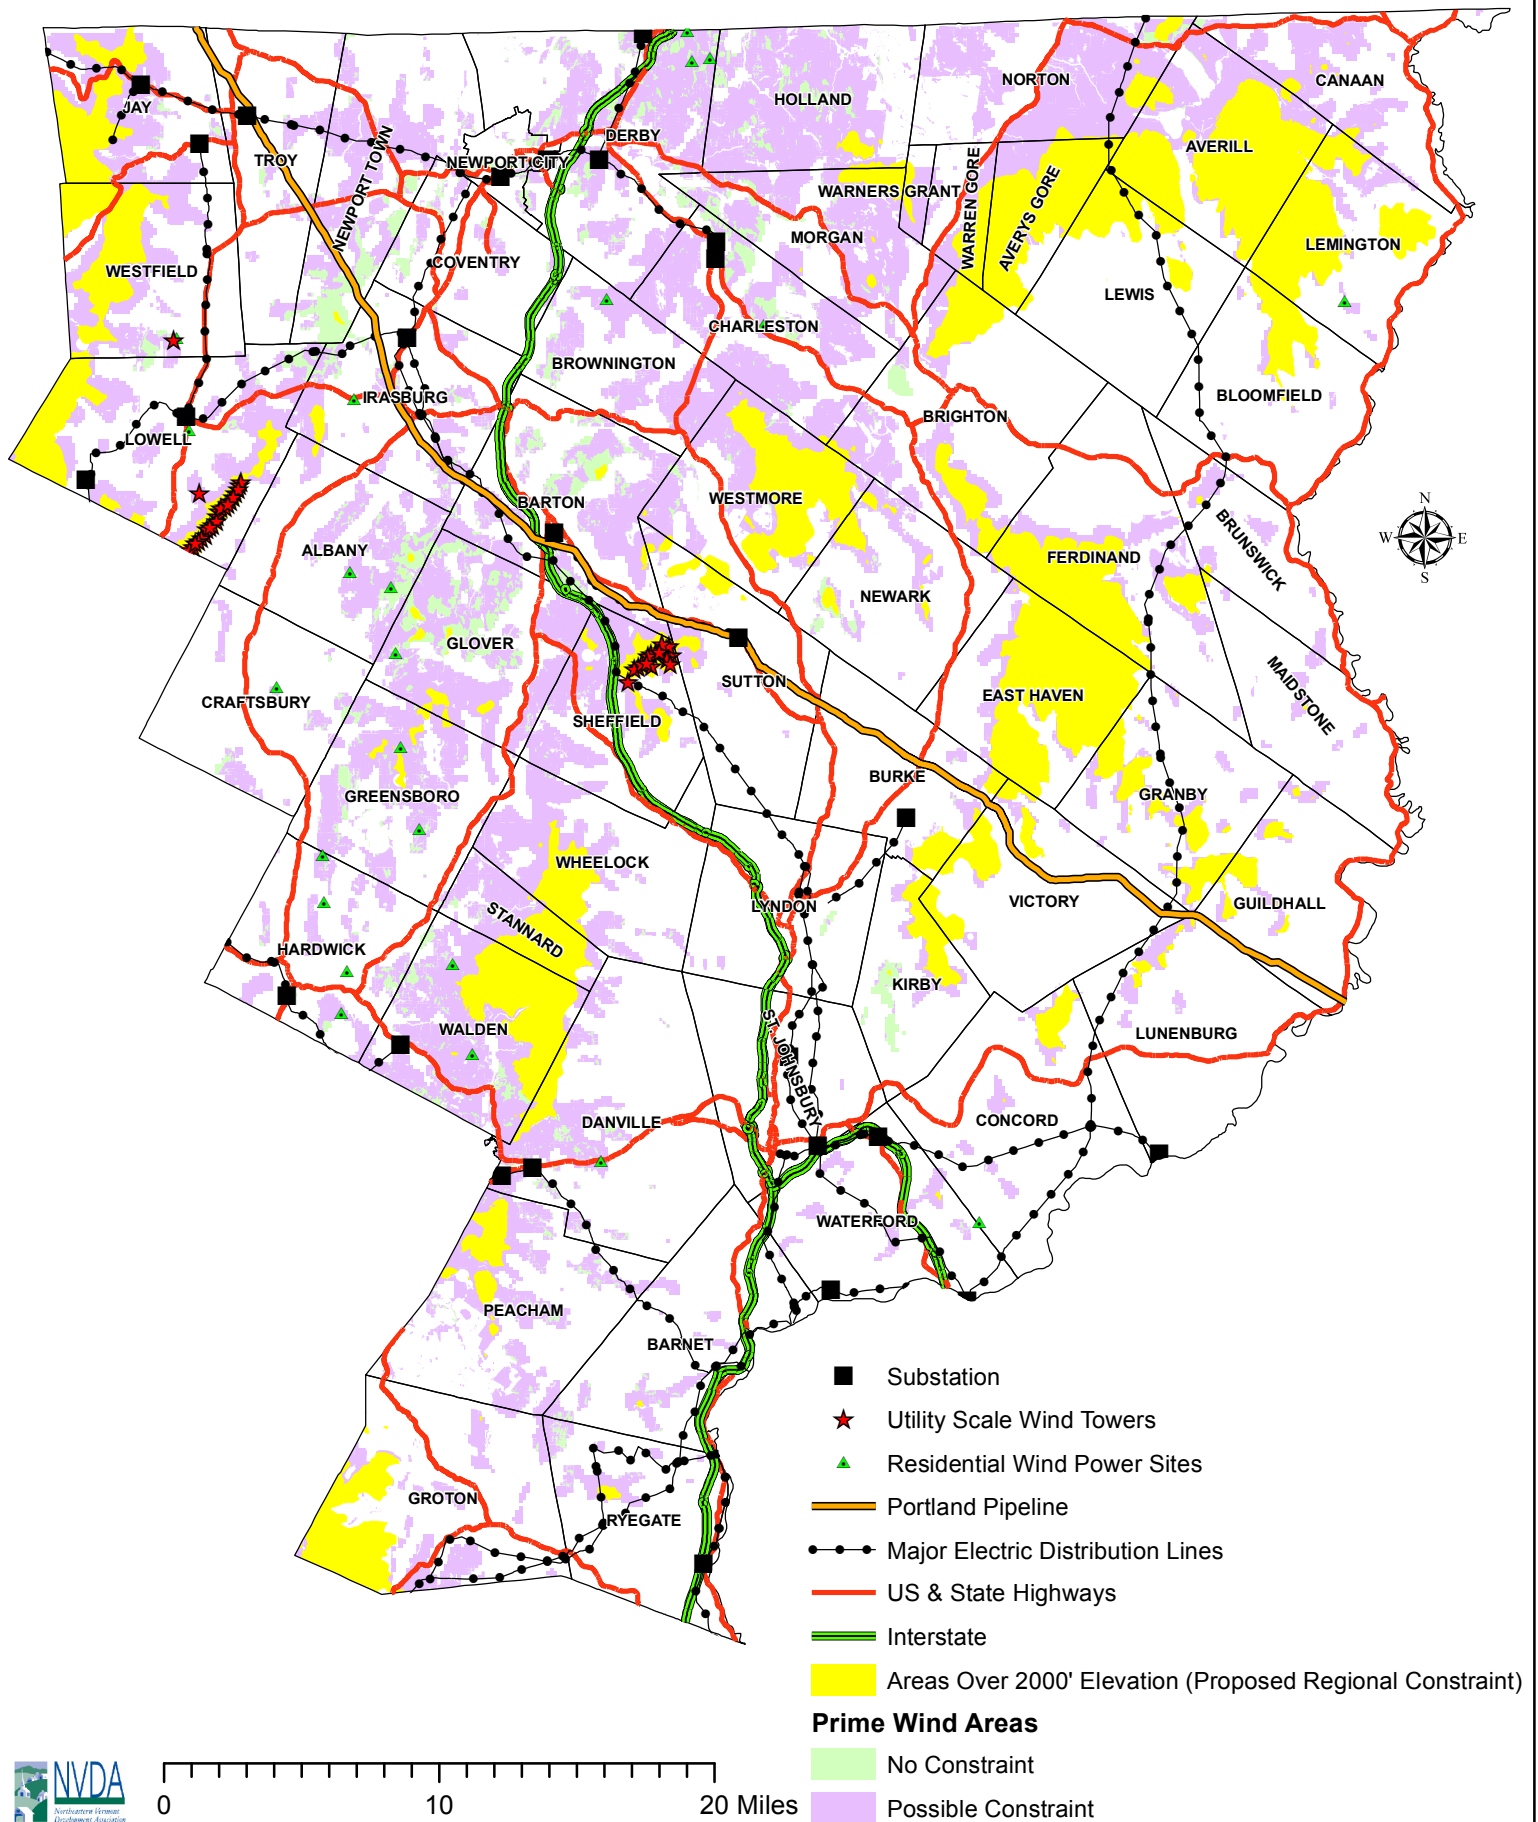 NORTON
CANAAN
HOLLAND
JAY
DERBY
AVERILL
TROY
NEWPORT CITY
NEWPORT TOWN
WARNERS GRANT
WARREN GORE
AVERYS GORE
MORGAN
LEMINGTON
COVENTRY
WESTFIELD
LEWIS
CHARLESTON
BROWNINGTON
BLOOMFIELD
IRASBURG
BRIGHTON
LOWELL
WESTMORE
BARTON
N
W E
S
BRUNSWICK
ALBANY
FERDINAND
NEWARK
GLOVER
SUTTON
EAST HAVEN
MAIDSTONE
CRAFTSBURY
SHEFFIELD
BURKE
GREENSBORO
GRANBY
WHEELOCK
VICTORY
GUILDHALL
LYNDON
STANNARD
HARDWICK
KIRBY
WALDEN
LUNENBURG
ST. JOHNSBURY
DANVILLE
CONCORD
WATERFORD
PEACHAM
BARNET
GROTON
RYEGATE
Substation
Utility Scale Wind Towers
Residential Wind Power Sites
Portland Pipeline
Major Electric Distribution Lines
US & State Highways
Interstate
Areas Over 2000' Elevation (Proposed Regional Constraint)
Prime Wind Areas
No Constraint
Possible Constraint
NVDA
Northeastern Vermont
Development Association
0 10 20 Miles